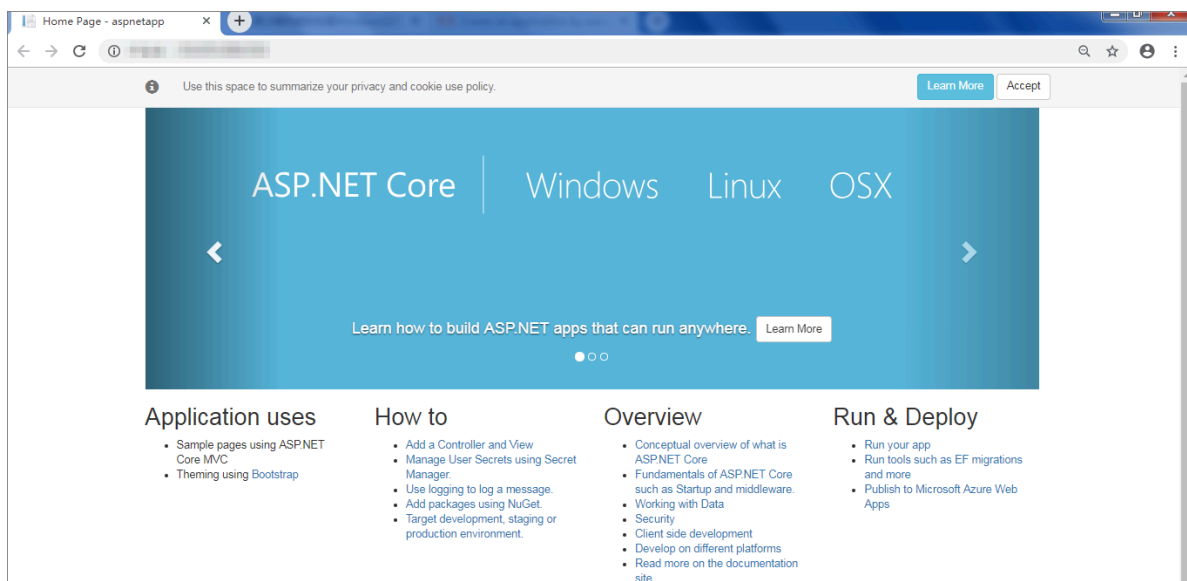 Home Page - aspnetapp
Use this space to summarize your privacy and cookie use policy.
Learn More
Accept
ASP.NET Core
Windows
Linux
OSX
Learn how to build ASP.NET apps that can run anywhere.
Learn More
Application uses
Sample pages using ASP.NET
Core MVC
Theming using Bootstrap
How to
Add a Controller and View
Manage User Secrets using Secret
Manager.
Use logging to log a message.
Add packages using NuGet.
Target development, staging or
production environment.
Overview
Conceptual overview of what is
ASP.NET Core
Fundamentals of ASP.NET Core
such as Startup and middleware.
Working with Data
Security
Client side development
Develop on different platforms
Read more on the documentation
site
Run & Deploy
Run your app
Run tools such as EF migrations
and more
Publish to Microsoft Azure Web
Apps